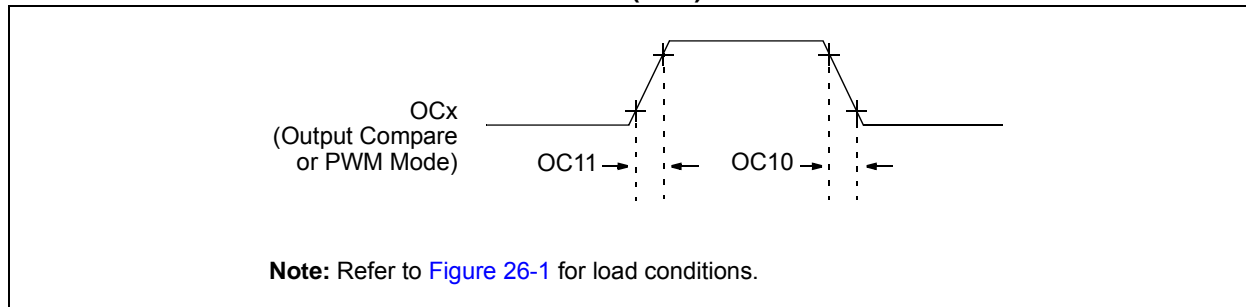 OCx
(Output Compare
or PWM Mode)
OC11
OC10
Note: Refer to Figure 26-1 for load conditions.